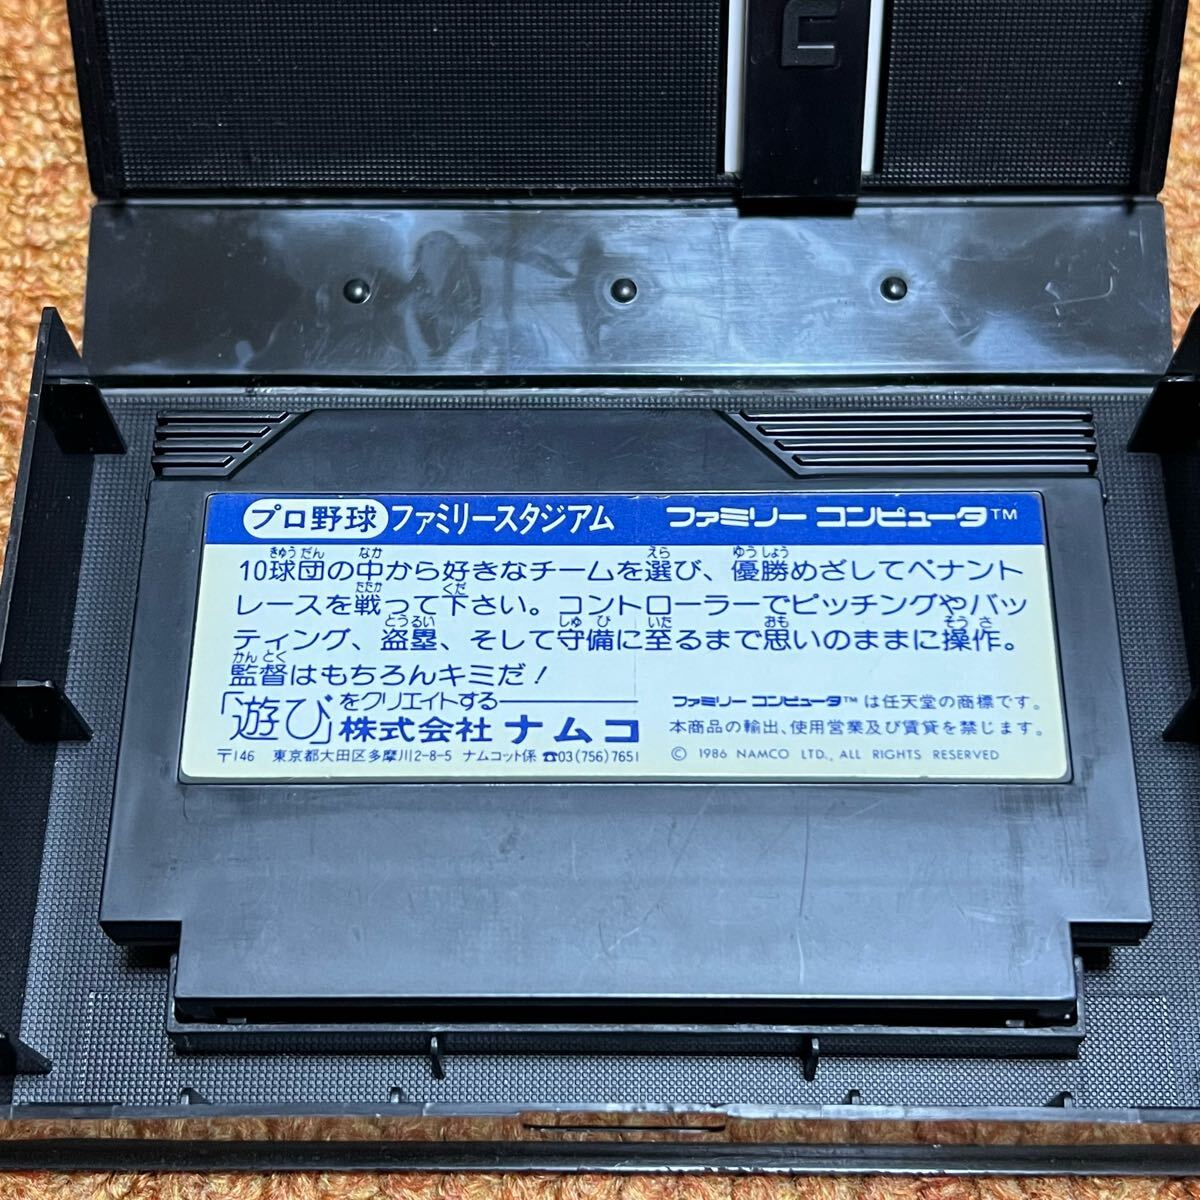 プロ野球 ファミリースタジアム ファミリー コンピュータ™
きゅうだん なか えら ゆうしょう
10球団の中から好きなチームを選び、優勝めざしてペナント
たたか くだ
レースを戦って下さい。コントローラーでピッチングやバッ
とうるい しゅび いた おも そうさ
ティング、盗塁、そして守備に至るまで思いのままに操作。
かんとく
監督はもちろんキミだ!
「遊び」をクリエイトする
株式会社 ナムコ
〒146 東京都大田区多摩川2-8-5 ナムコット係 ☎03(756)7651
ファミリー コンピュータ™ は任天堂の商標です。
本商品の輸出、使用営業及び賃貸を禁じます。
© 1986 NAMCO LTD., ALL RIGHTS RESERVED